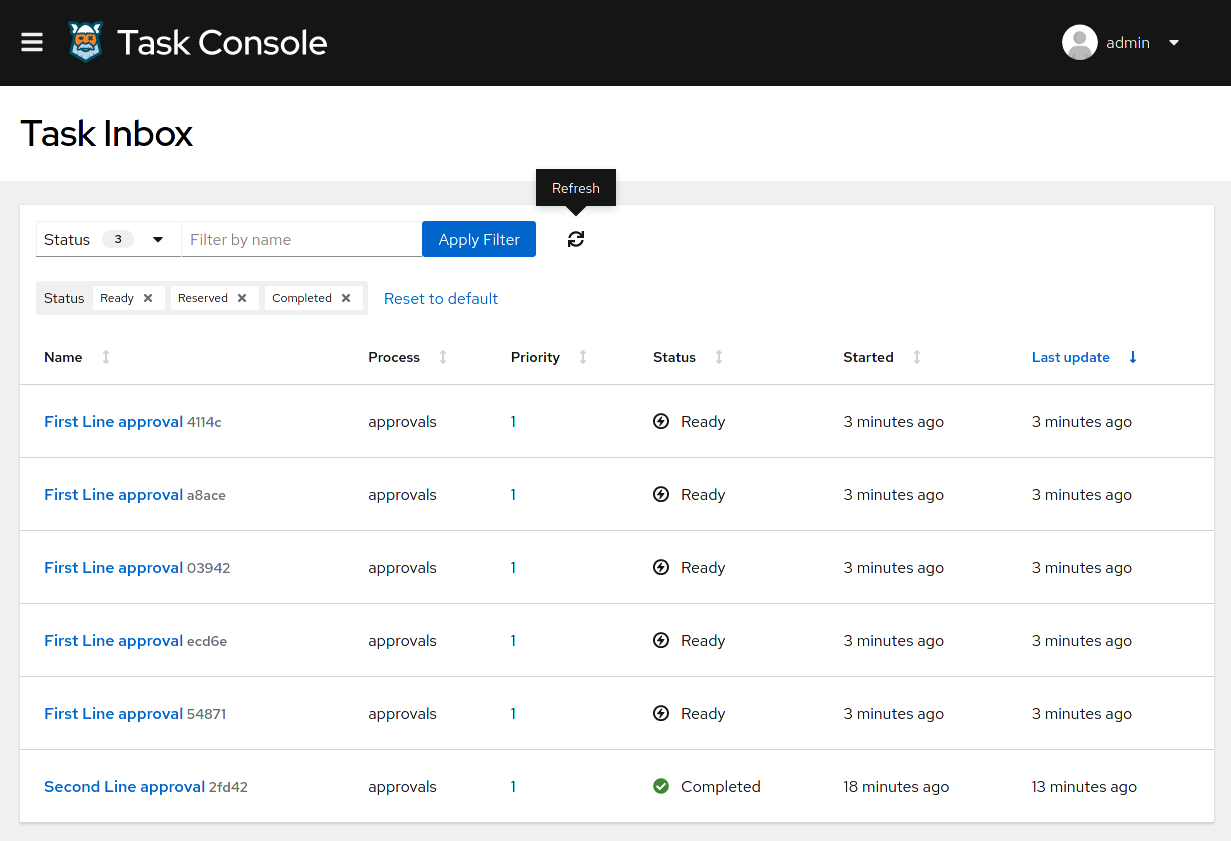 Task Console
admin
Task Inbox
Refresh
Status 3 Filter by name Apply Filter
Status Ready Reserved Completed Reset to default
Name Process Priority Status Started Last update
First Line approval 4114c approvals 1 Ready 3 minutes ago 3 minutes ago
First Line approval a8ace approvals 1 Ready 3 minutes ago 3 minutes ago
First Line approval 03942 approvals 1 Ready 3 minutes ago 3 minutes ago
First Line approval ecd6e approvals 1 Ready 3 minutes ago 3 minutes ago
First Line approval 54871 approvals 1 Ready 3 minutes ago 3 minutes ago
Second Line approval 2fd42 approvals 1 Completed 18 minutes ago 13 minutes ago